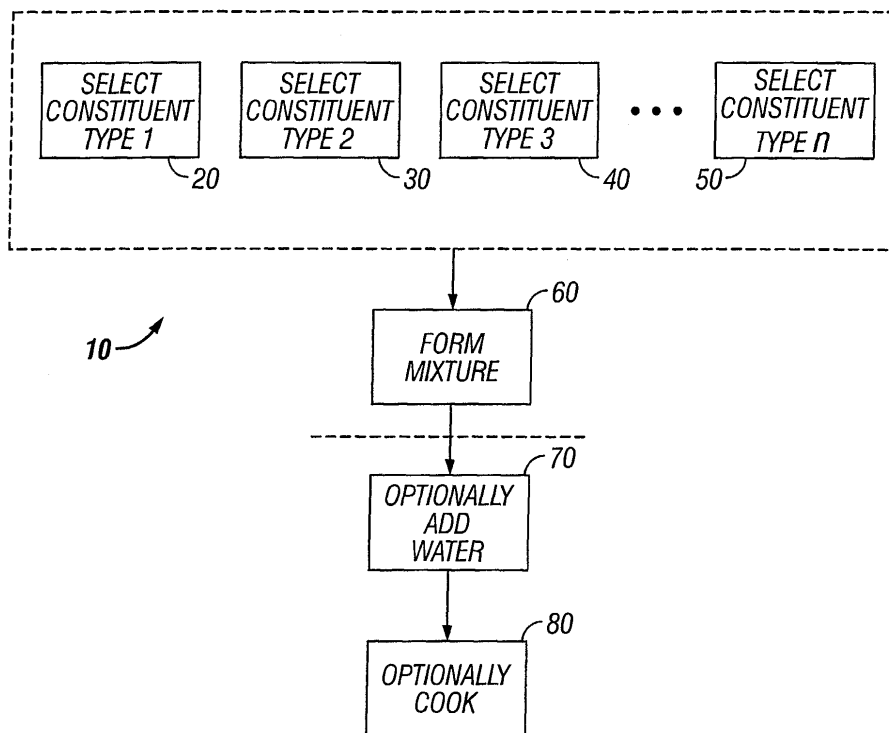 SELECT
CONSTITUENT
TYPE 1
20
SELECT
CONSTITUENT
TYPE 2
30
SELECT
CONSTITUENT
TYPE 3
40
• • •
SELECT
CONSTITUENT
TYPE n
50
10
60
FORM
MIXTURE
70
OPTIONALLY
ADD
WATER
80
OPTIONALLY
COOK